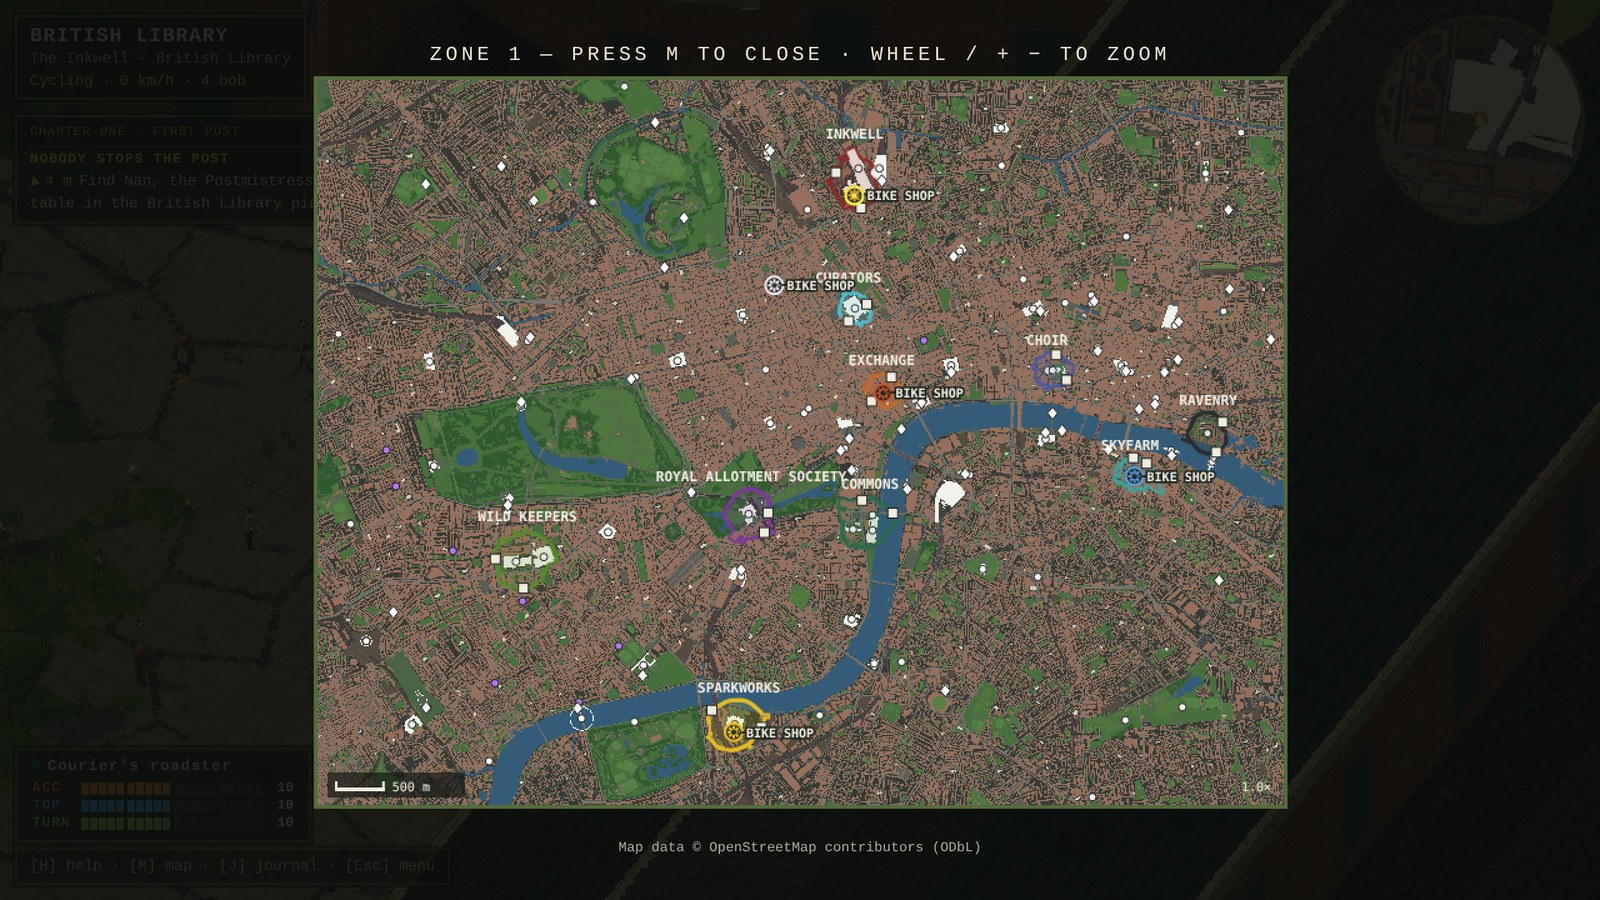 ZONE 1 — PRESS M TO CLOSE · WHEEL / + − TO ZOOM
BRITISH LIBRARY
The Inkwell · British Library
Cycling · 0 km/h · 4 bob
CHAPTER ONE · FIRST POST
NOBODY STOPS THE POST
4 m Find Nan, the Postmistress
table in the British Library pia
INKWELL
BIKE SHOP
CURATORS
BIKE SHOP
CHOIR
EXCHANGE
BIKE SHOP
RAVENRY
SKYFARM
BIKE SHOP
ROYAL ALLOTMENT SOCIETY
COMMONS
WILD KEEPERS
SPARKWORKS
BIKE SHOP
500 m
1.0×
Courier's roadster
ACC 10
TOP 10
TURN 10
[H] help · [M] map · [J] journal · [Esc] menu
Map data © OpenStreetMap contributors (ODbL)